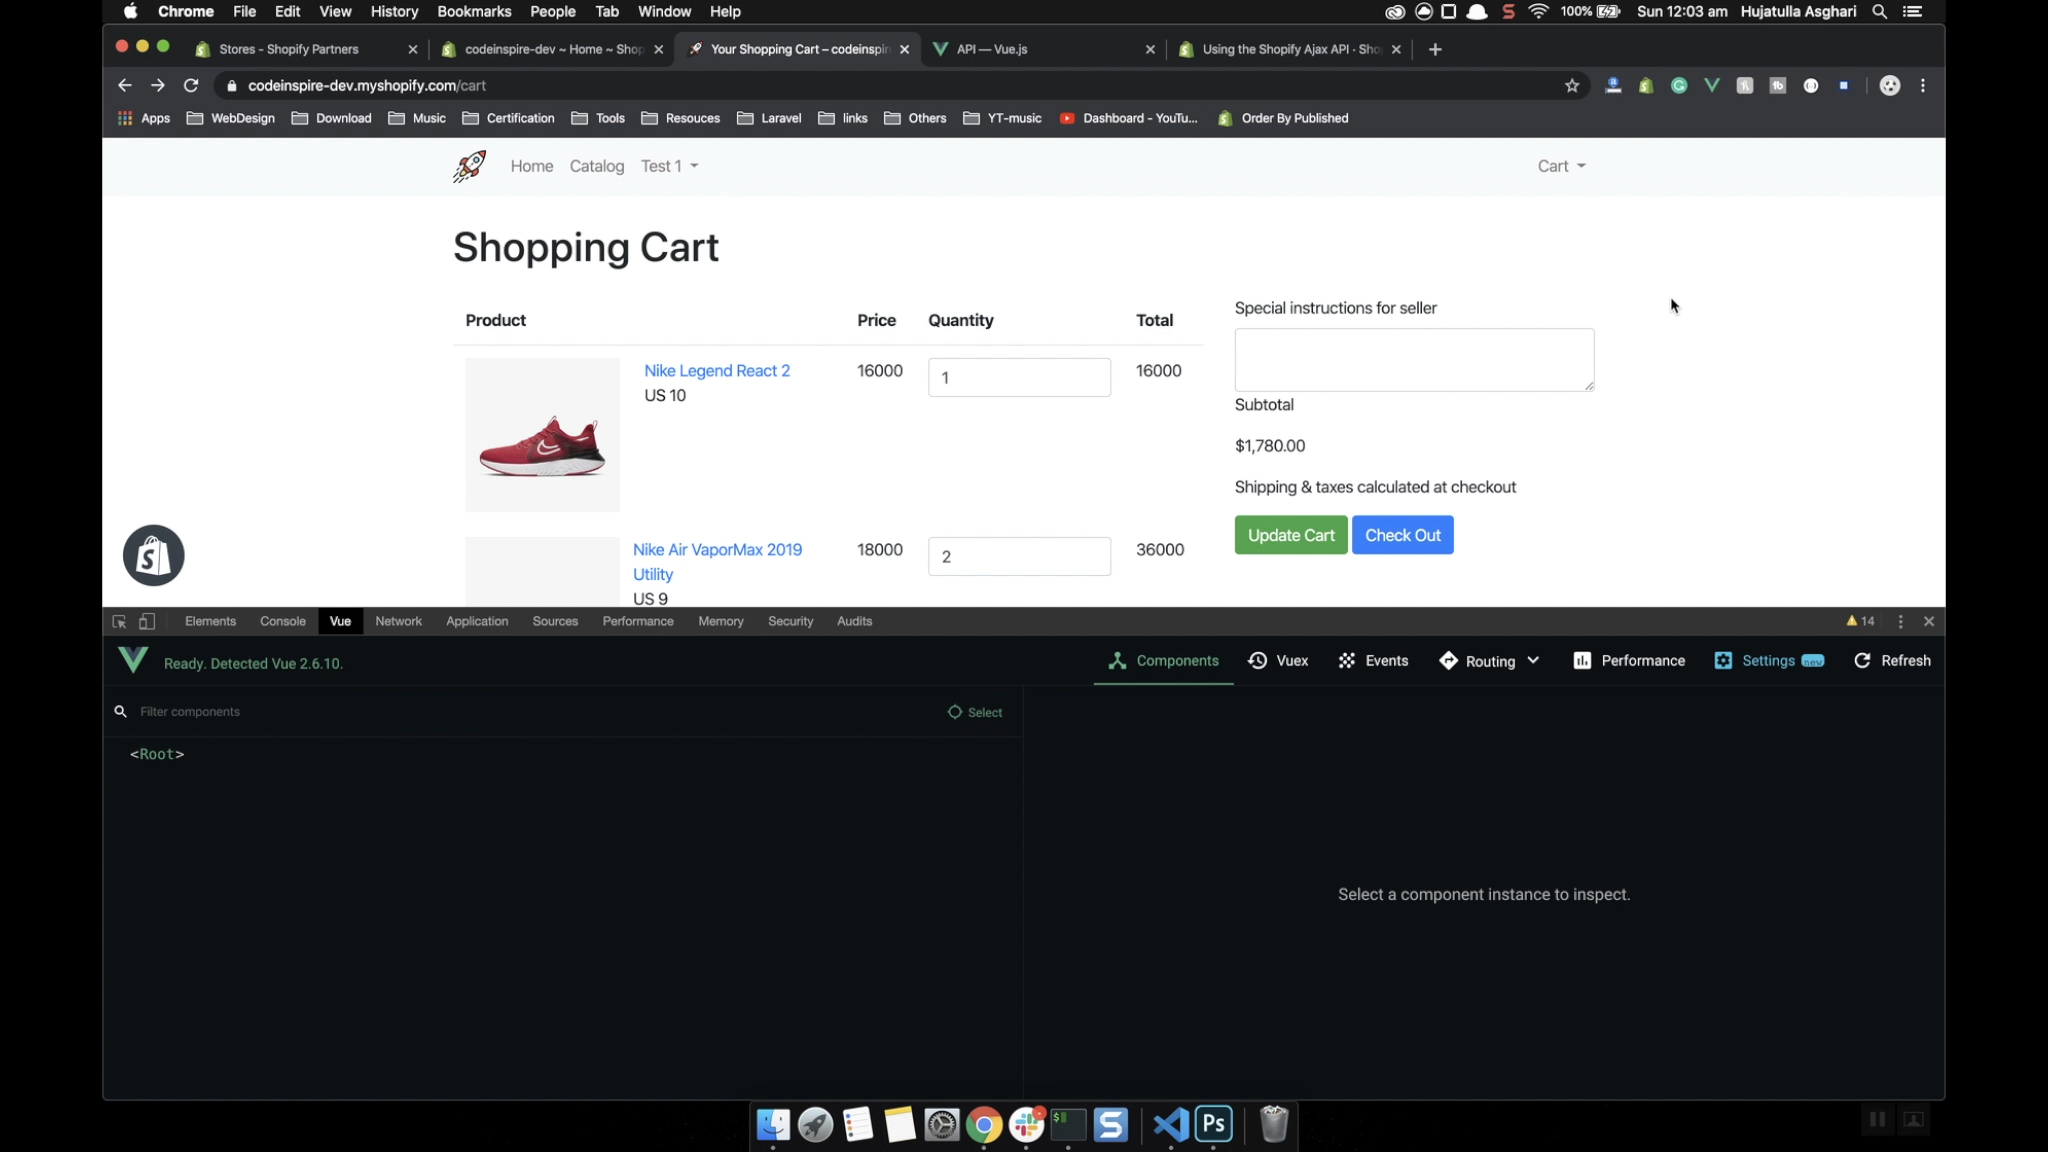 Chrome File Edit View History Bookmarks People Tab Window Help
100% Sun 12:03 am Hujatulla Asghari
Stores - Shopify Partners
codeinspire-dev ~ Home ~ Shop
Your Shopping Cart – codeinspir
API — Vue.js
Using the Shopify Ajax API · Sho
codeinspire-dev.myshopify.com/cart
Apps WebDesign Download Music Certification Tools Resouces Laravel links Others YT-music Dashboard - YouTu... Order By Published
Home Catalog Test 1 Cart
Shopping Cart
Product Price Quantity Total
Nike Legend React 2 16000 1 16000
US 10
Nike Air VaporMax 2019 18000 2 36000
Utility
US 9
Special instructions for seller
Subtotal
$1,780.00
Shipping & taxes calculated at checkout
Update Cart Check Out
Elements Console Vue Network Application Sources Performance Memory Security Audits 14
Ready. Detected Vue 2.6.10. Components Vuex Events Routing Performance Settings new Refresh
Filter components Select
<Root>
Select a component instance to inspect.
Ps